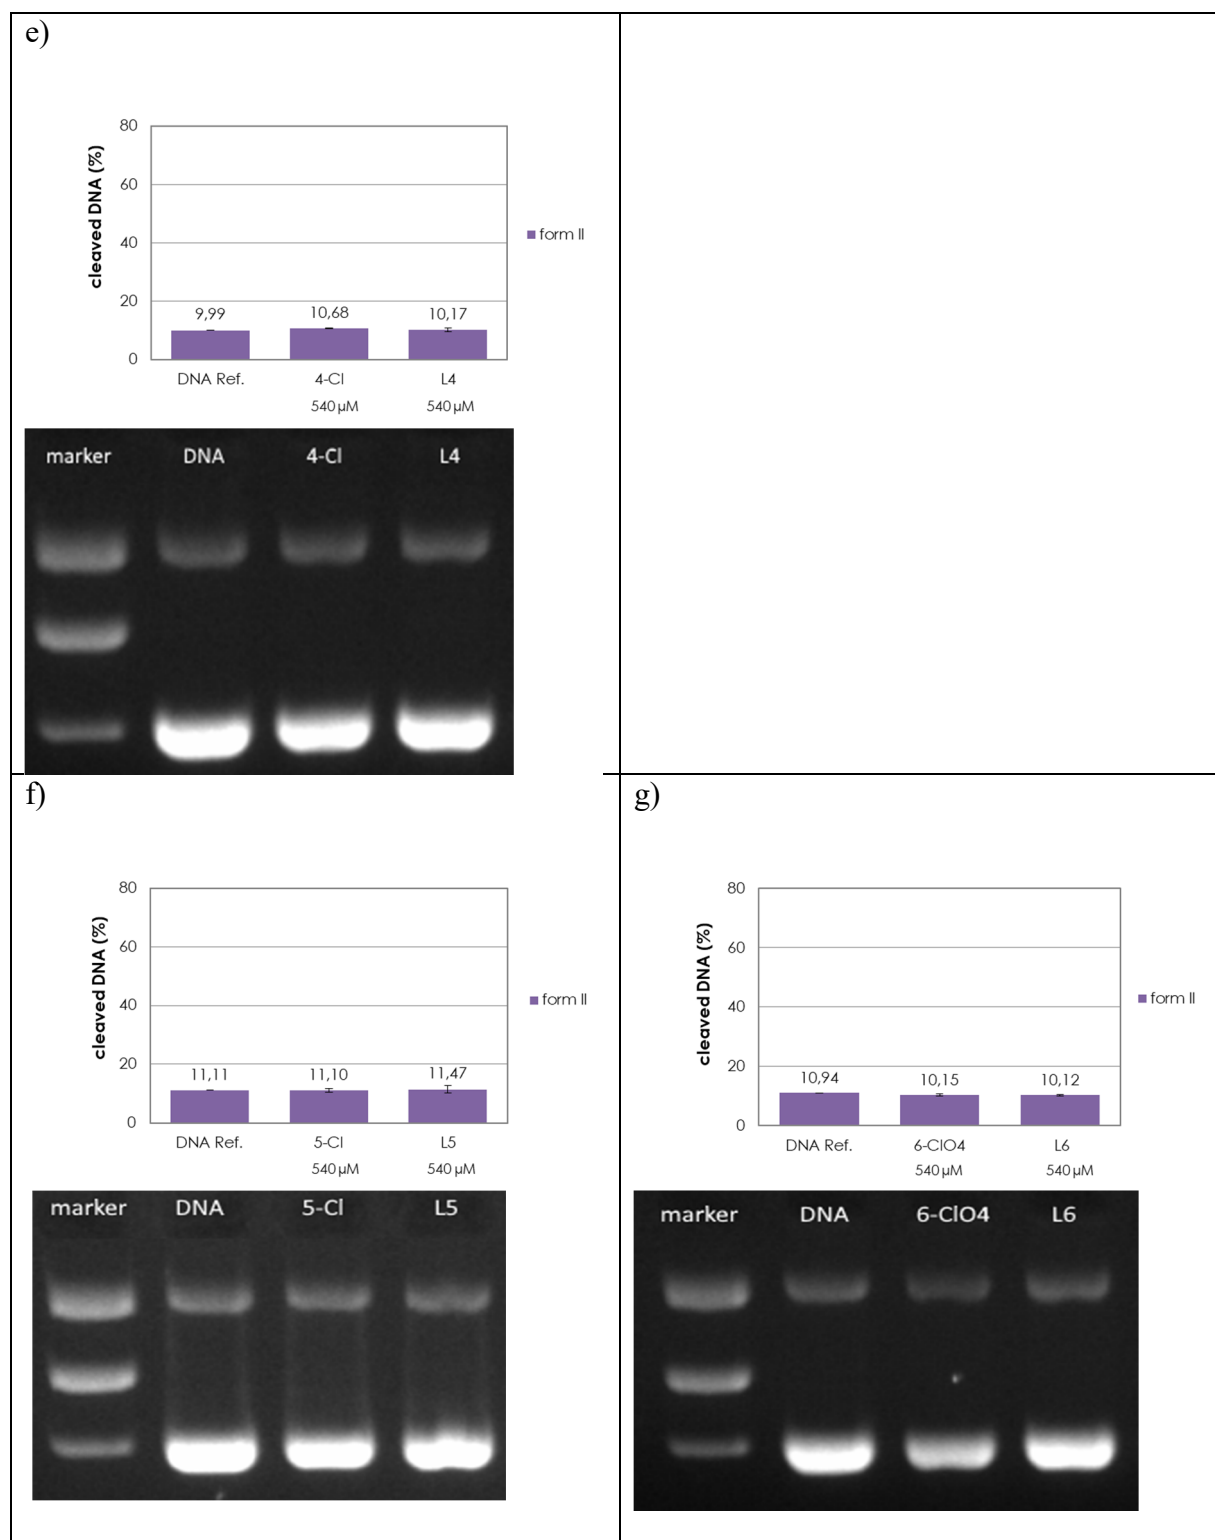 e)
80
60
40
20
0
cleaved DNA (%)
9,99
10,68
10,17
form II
DNA Ref.
4-Cl
L4
540 µM
540 µM
marker DNA 4-Cl L4
f)
80
60
40
20
0
cleaved DNA (%)
11,11
11,10
11,47
form II
DNA Ref.
5-Cl
L5
540 µM
540 µM
marker DNA 5-Cl L5
g)
80
60
40
20
0
cleaved DNA (%)
10,94
10,15
10,12
form II
DNA Ref.
6-ClO4
L6
540 µM
540 µM
marker DNA 6-ClO4 L6